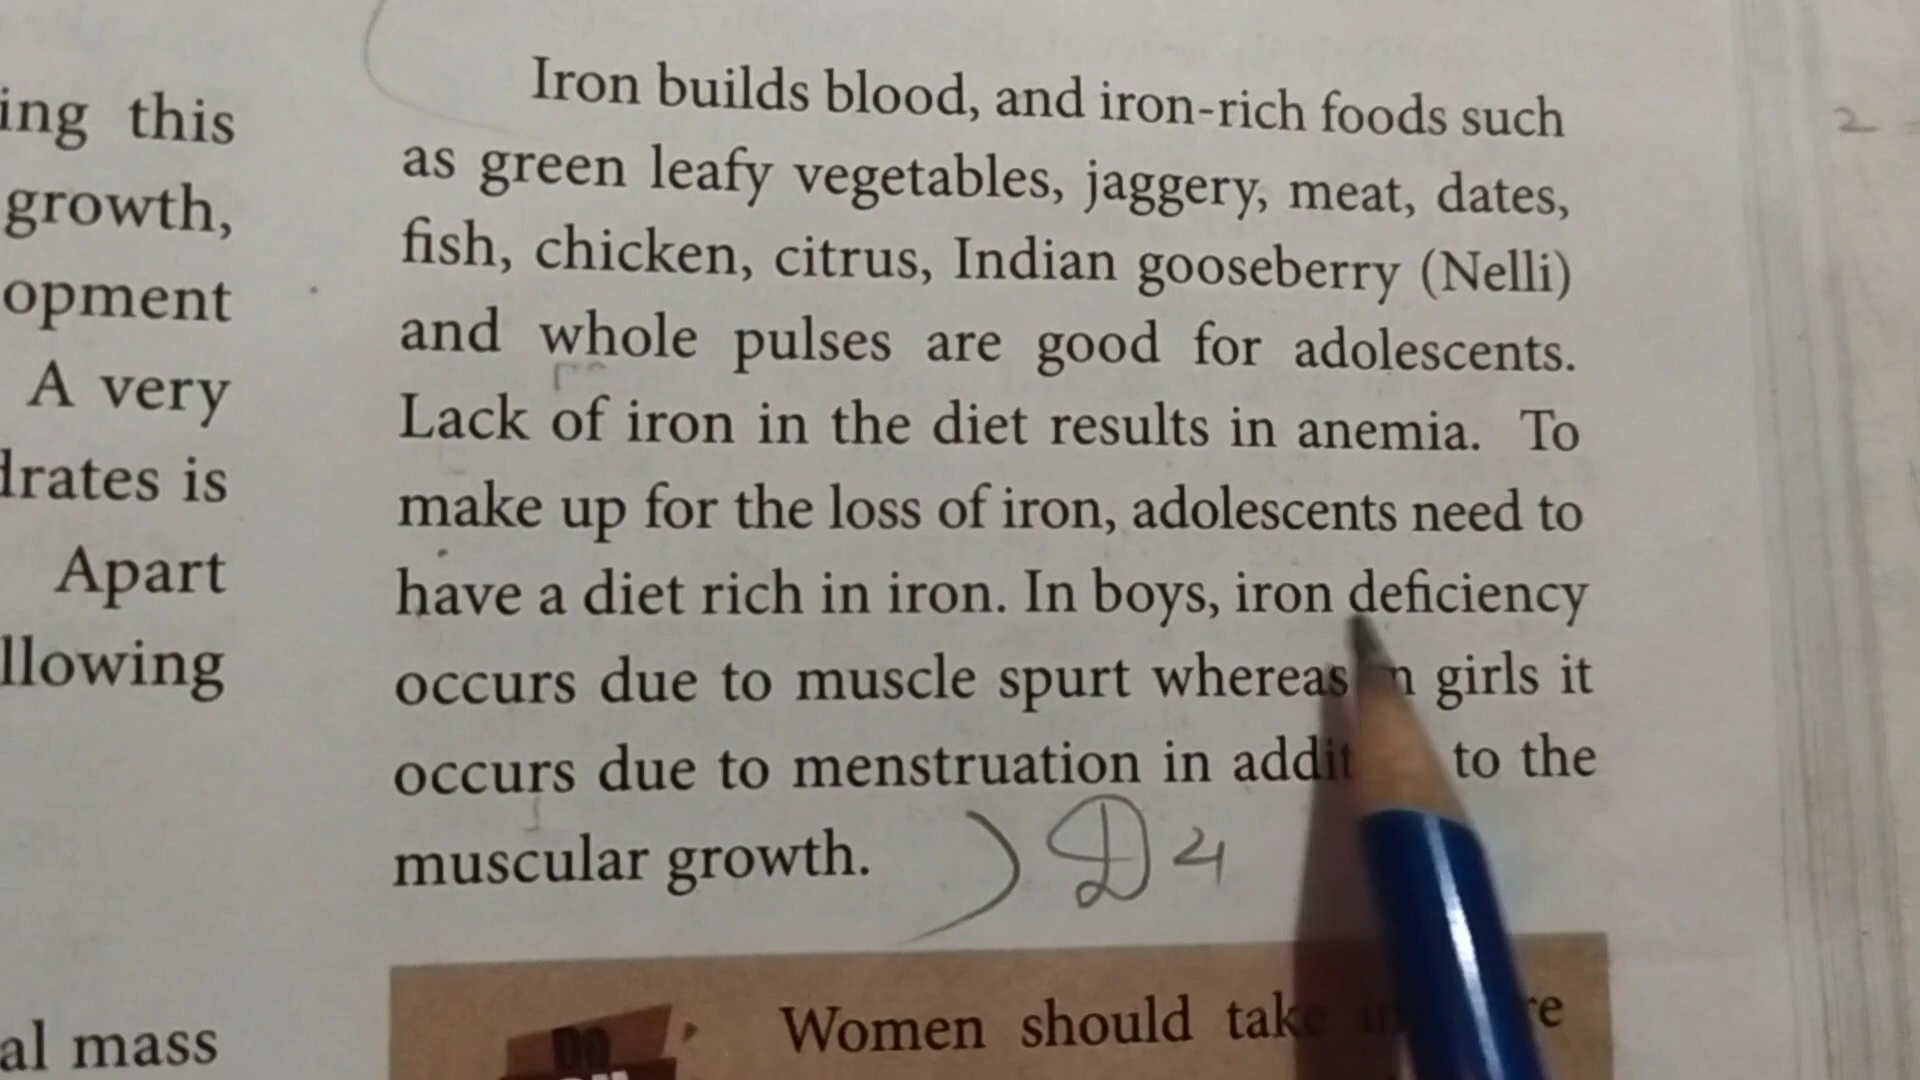 ing this
growth,
opment
A very
drates is
Apart
llowing
al mass
Iron builds blood, and iron-rich foods such
as green leafy vegetables, jaggery, meat, dates,
fish, chicken, citrus, Indian gooseberry (Nelli)
and whole pulses are good for adolescents.
Lack of iron in the diet results in anemia. To
make up for the loss of iron, adolescents need to
have a diet rich in iron. In boys, iron deficiency
occurs due to muscle spurt whereas girls it
occurs due to menstruation in to the
muscular growth.
) D 4
Women should take
DO
2